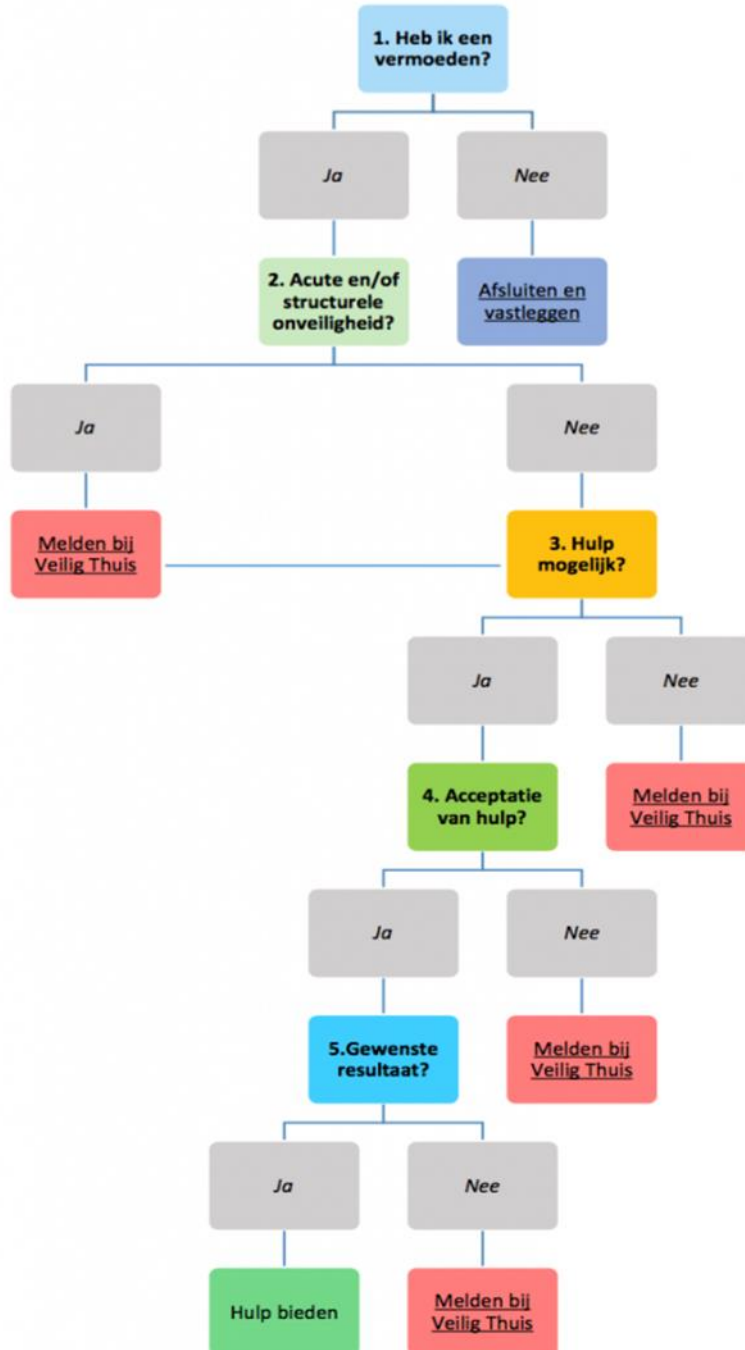 1. Heb ik een
vermoeden?
Ja
Nee
2. Acute en/of
structurele
onveiligheid?
Afsluiten en
vastleggen
Ja
Nee
Melden bij
Veilig Thuis
3. Hulp
mogelijk?
Ja
Nee
4. Acceptatie
van hulp?
Melden bij
Veilig Thuis
Ja
Nee
5.Gewenste
resultaat?
Melden bij
Veilig Thuis
Ja
Nee
Hulp bieden
Melden bij
Veilig Thuis